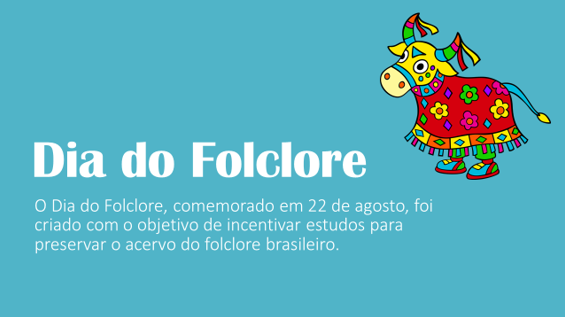 Dia do Folclore
O Dia do Folclore, comemorado em 22 de agosto, foi
criado com o objetivo de incentivar estudos para
preservar o acervo do folclore brasileiro.